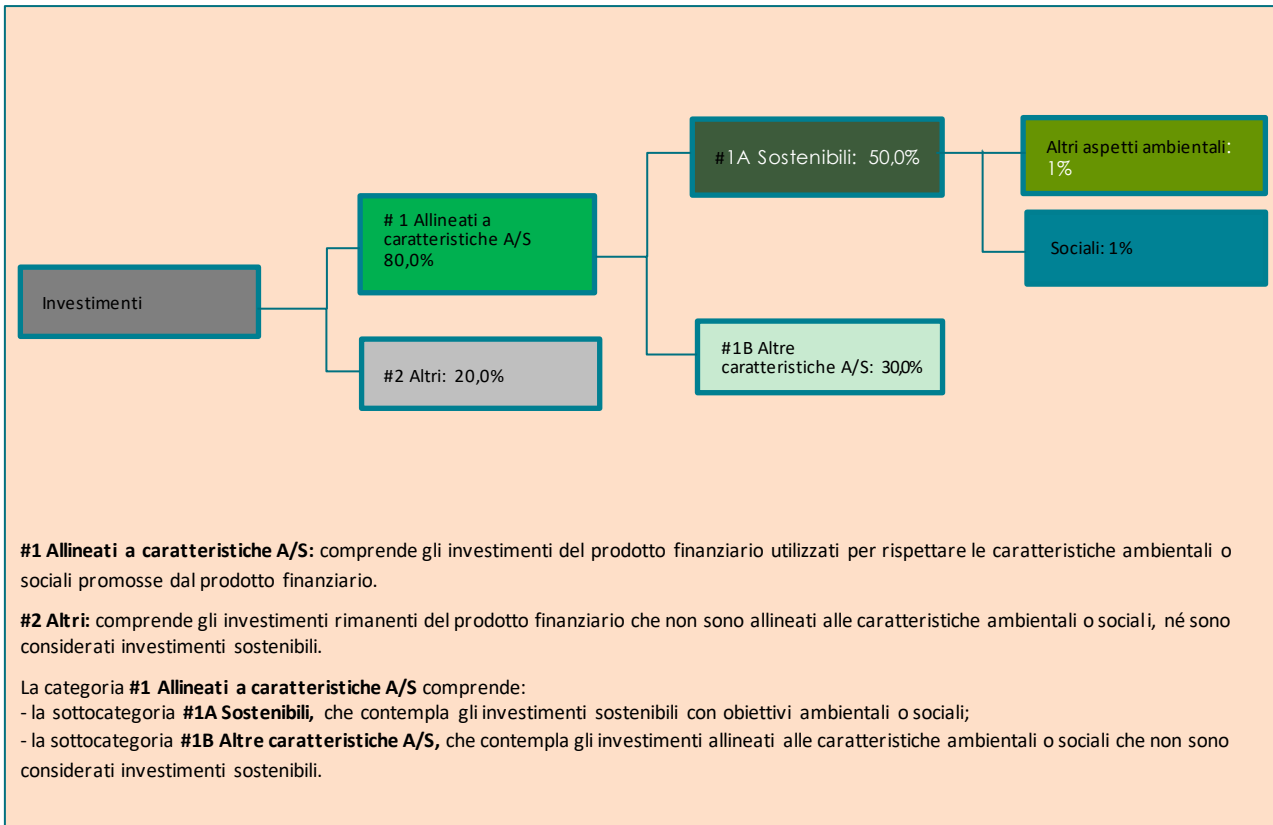 Investimenti
# 1 Allineati a
caratteristiche A/S
80,0%
#2 Altri: 20,0%
#1A Sostenibili: 50,0%
#1B Altre
caratteristiche A/S: 30,0%
Altri aspetti ambientali:
1%
Sociali: 1%
#1 Allineati a caratteristiche A/S: comprende gli investimenti del prodotto finanziario utilizzati per rispettare le caratteristiche ambientali o
sociali promosse dal prodotto finanziario.
#2 Altri: comprende gli investimenti rimanenti del prodotto finanziario che non sono allineati alle caratteristiche ambientali o sociali, né sono
considerati investimenti sostenibili.
La categoria #1 Allineati a caratteristiche A/S comprende:
- la sottocategoria #1A Sostenibili, che contempla gli investimenti sostenibili con obiettivi ambientali o sociali;
- la sottocategoria #1B Altre caratteristiche A/S, che contempla gli investimenti allineati alle caratteristiche ambientali o sociali che non sono
considerati investimenti sostenibili.